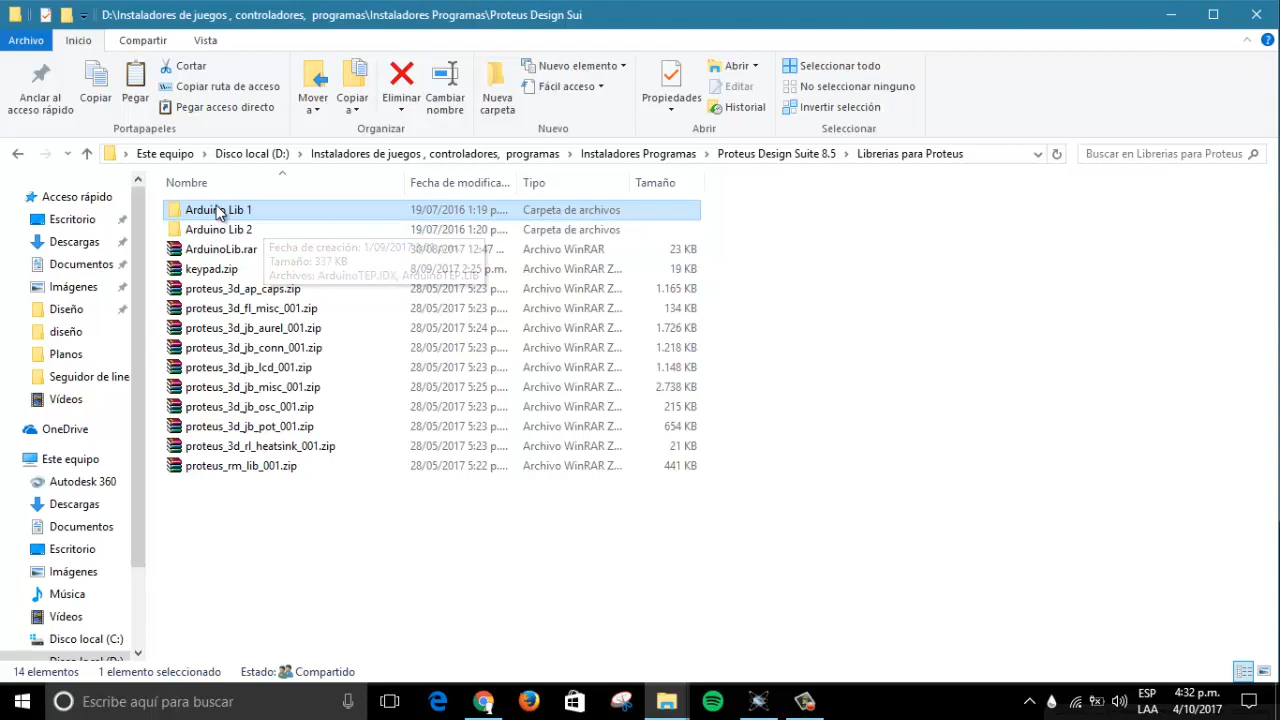 D:\Instaladores de juegos , controladores,  programas\Instaladores Programas\Proteus Design Sui
Archivo Inicio Compartir Vista
Anclar al acceso rápido
Copiar
Pegar
Cortar
Copiar ruta de acceso
Pegar acceso directo
Portapapeles
Mover a
Copiar a
Eliminar
Cambiar nombre
Organizar
Nueva carpeta
Nuevo elemento
Fácil acceso
Nuevo
Propiedades
Abrir
Editar
Historial
Abrir
Seleccionar todo
No seleccionar ninguno
Invertir selección
Seleccionar
Este equipo > Disco local (D:) > Instaladores de juegos , controladores,  programas > Instaladores Programas > Proteus Design Suite 8.5 > Librerias para Proteus
Buscar en Librerias para Proteus
Acceso rápido
Escritorio
Descargas
Documentos
Imágenes
Diseño
diseño
Planos
Seguidor de line
Vídeos
OneDrive
Este equipo
Autodesk 360
Descargas
Documentos
Escritorio
Imágenes
Música
Vídeos
Disco local (C:)
Disco local (D:)
Nombre Fecha de modifica... Tipo Tamaño
Arduino Lib 1 19/07/2016 1:19 p.... Carpeta de archivos
Arduino Lib 2 19/07/2016 1:20 p.... Carpeta de archivos
ArduinoLib.rar 30/08/2017 12:47 ... Archivo WinRAR 23 KB
keypad.zip 8/09/2017 2:25 p.m. Archivo WinRAR Z... 19 KB
proteus_3d_ap_caps.zip 28/05/2017 5:23 p.... Archivo WinRAR Z... 1.165 KB
proteus_3d_fl_misc_001.zip 28/05/2017 5:23 p.... Archivo WinRAR Z... 134 KB
proteus_3d_jb_aurel_001.zip 28/05/2017 5:24 p.... Archivo WinRAR Z... 1.726 KB
proteus_3d_jb_conn_001.zip 28/05/2017 5:23 p.... Archivo WinRAR Z... 1.218 KB
proteus_3d_jb_lcd_001.zip 28/05/2017 5:23 p.... Archivo WinRAR Z... 1.148 KB
proteus_3d_jb_misc_001.zip 28/05/2017 5:25 p.... Archivo WinRAR Z... 2.738 KB
proteus_3d_jb_osc_001.zip 28/05/2017 5:23 p.... Archivo WinRAR Z... 215 KB
proteus_3d_jb_pot_001.zip 28/05/2017 5:23 p.... Archivo WinRAR Z... 654 KB
proteus_3d_rl_heatsink_001.zip 28/05/2017 5:23 p.... Archivo WinRAR Z... 21 KB
proteus_rm_lib_001.zip 28/05/2017 5:22 p.... Archivo WinRAR Z... 441 KB
Fecha de creación: 1/09/2017
Tamaño: 337 KB
Archivos: ArduinoTEP.IDX, ArduinoTEP.LIB
14 elementos 1 elemento seleccionado Estado: Compartido
Escribe aquí para buscar
ESP
LAA
4:32 p.m.
4/10/2017